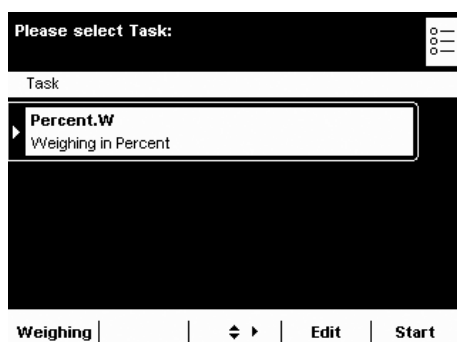 Please select Task:
Task
Percent.W
Weighing in Percent
Weighing Edit Start